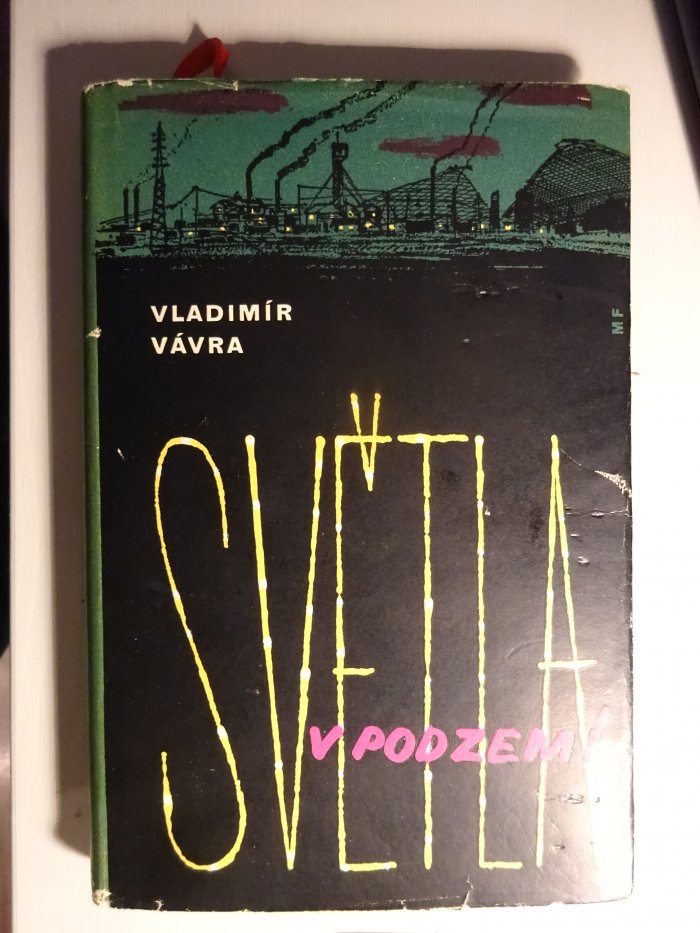 VLADIMÍR
VÁVRA
MF
SVĚTLA
V PODZEMÍ